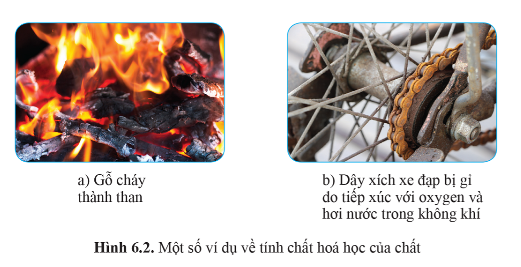 a) Gỗ cháy
thành than
b) Dây xích xe đạp bị gỉ
do tiếp xúc với oxygen và
hơi nước trong không khí
Hình 6.2. Một số ví dụ về tính chất hoá học của chất